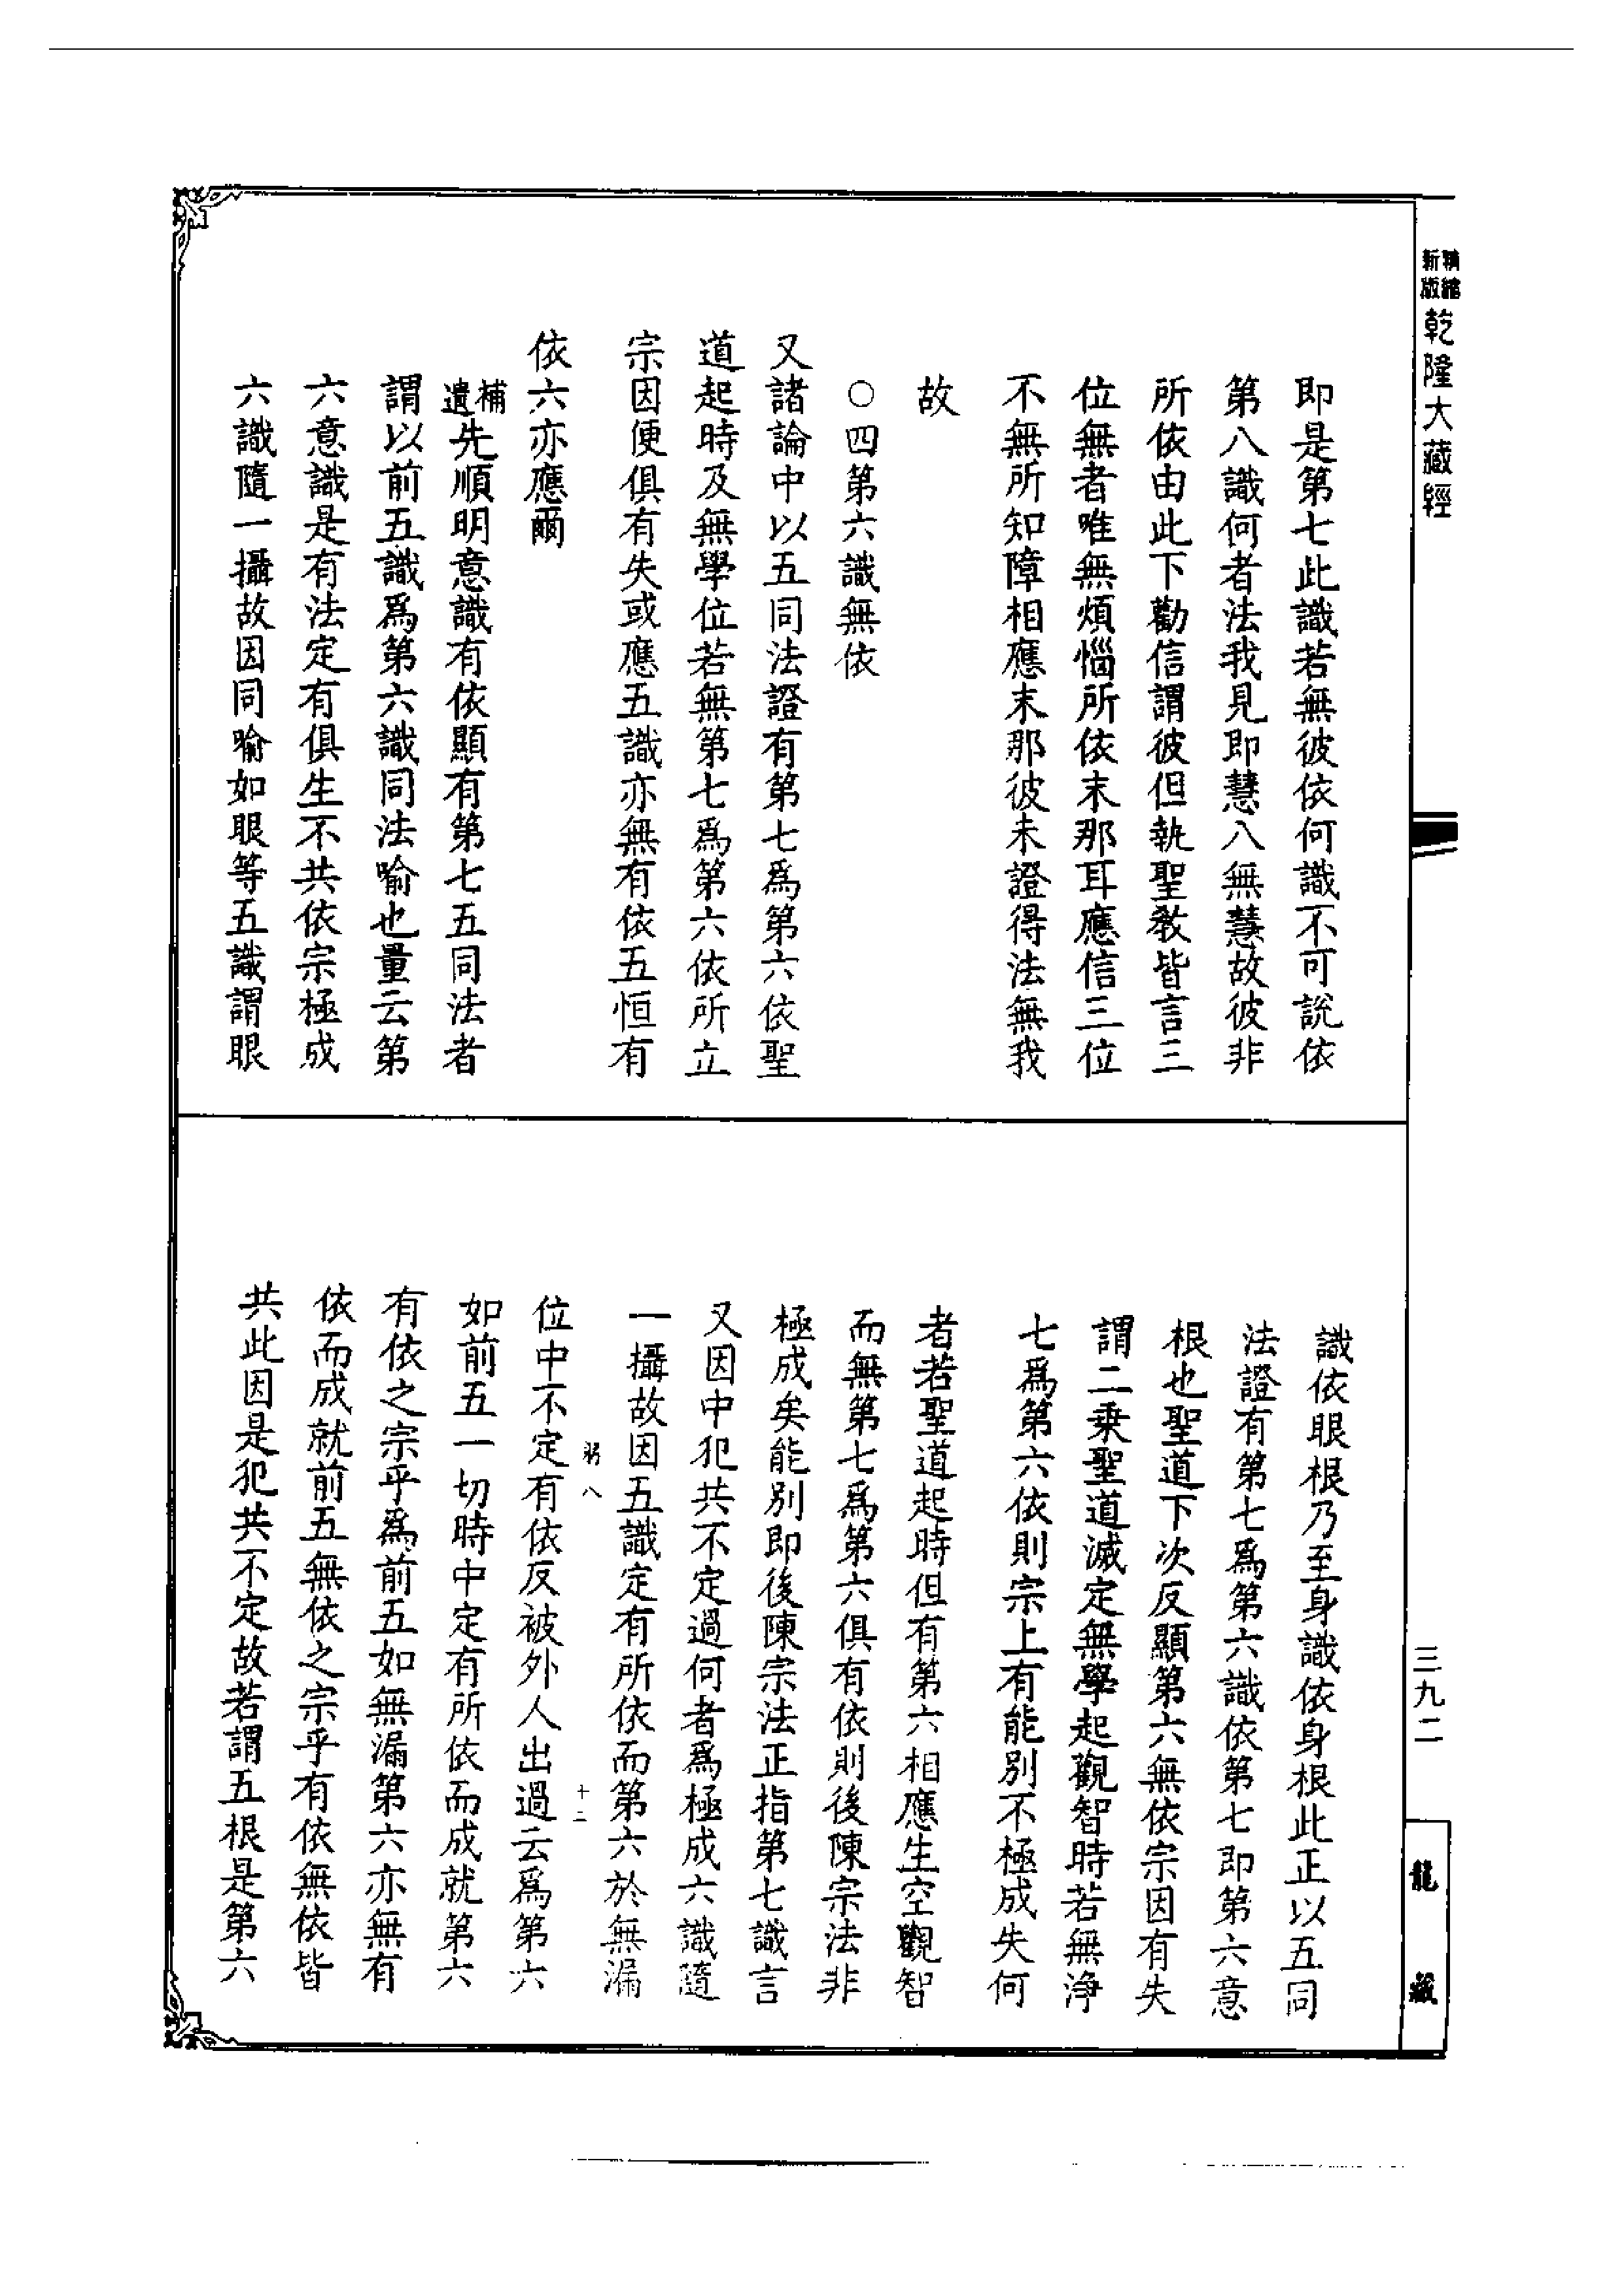 精縮新版乾隆大藏經
即是第七此識若無彼依何識不可說依
第八識何者法我見即慧八無慧故彼非
所依由此下勸信謂彼但執聖教皆言三
位無者唯無煩惱所依末那耳應信三位
不無所知障相應末那彼未證得法無我
故
○四第六識無依
又諸論中以五同法證有第七為第六依聖
道起時及無學位若無第七為第六依所立
宗因便俱有失或應五識亦無有依五恒有
依六亦應爾
補遺先順明意識有依顯有第七五同法者
謂以前五識為第六識同法喻也量云第
六意識是有法定有俱生不共依宗極成
六識隨一攝故因同喻如眼等五識謂眼
識依眼根乃至身識依身根此正以五同
法證有第七為第六識依第七即第六意
根也聖道下次反顯第六無依宗因有失
謂二乘聖道滅定無學起觀智時若無淨
七為第六依則宗上有能別不極成失何
者若聖道起時但有第六相應生空觀智
而無第七為第六俱有依則後陳宗法非
極成矣能別即後陳宗法正指第七識言
又因中犯共不定過何者為極成六識隨
一攝故因五識定有所依而第六於無漏
位中不定有依反被外人出過云為第六
如前五一切時中定有所依而成就第六
有依之宗乎為前五如無漏第六亦無有
依而成就前五無依之宗乎有依無依皆
共此因是犯共不定故若謂五根是第六
三九二
龍藏